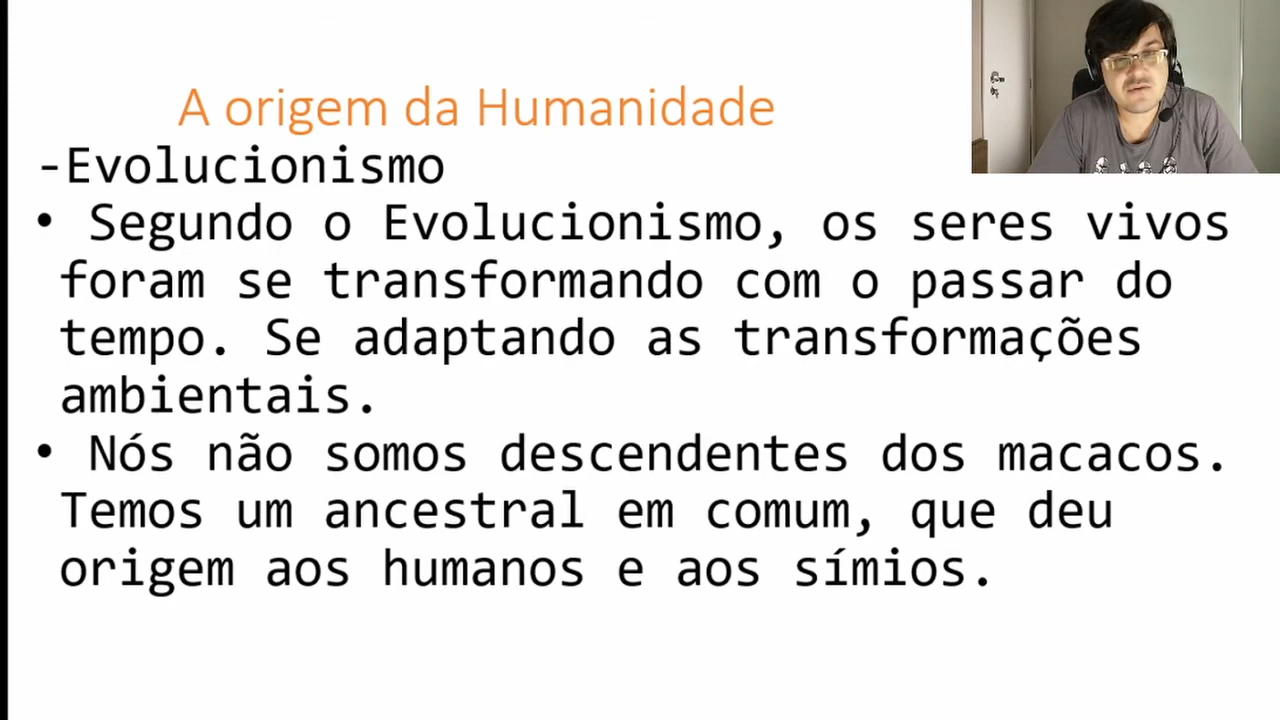 A origem da Humanidade
-Evolucionismo
• Segundo o Evolucionismo, os seres vivos
foram se transformando com o passar do
tempo. Se adaptando as transformações
ambientais.
• Nós não somos descendentes dos macacos.
Temos um ancestral em comum, que deu
origem aos humanos e aos símios.